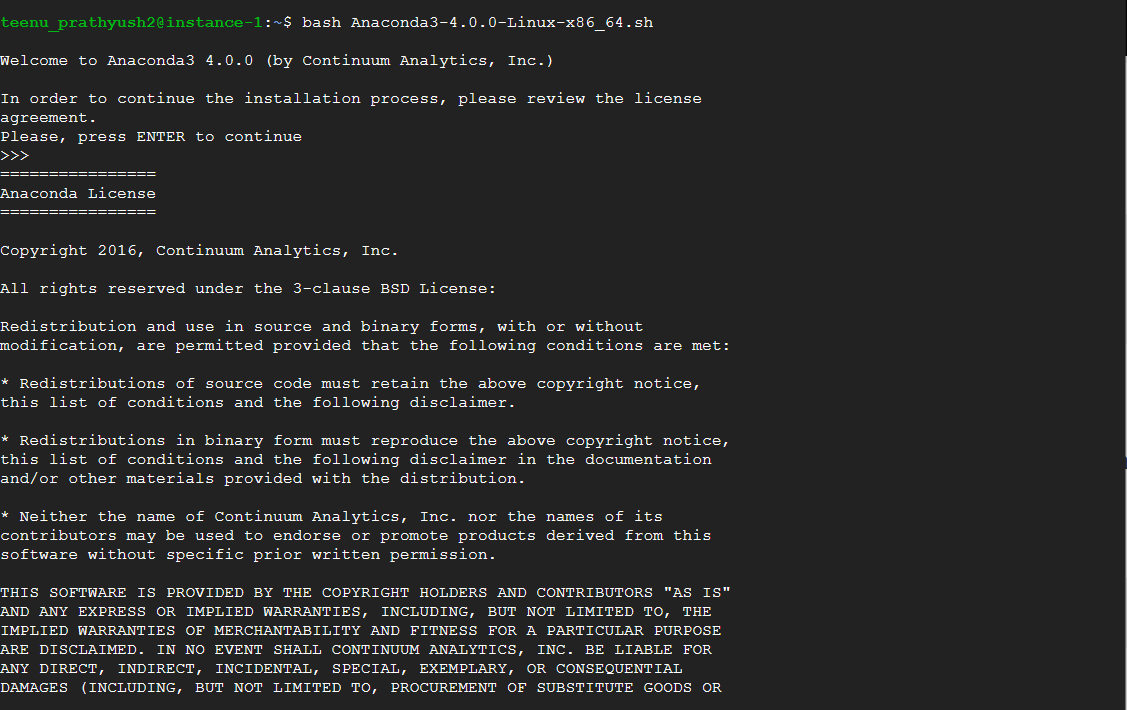 teenu_prathyush2@instance-1:~$ bash Anaconda3-4.0.0-Linux-x86_64.sh
Welcome to Anaconda3 4.0.0 (by Continuum Analytics, Inc.)
In order to continue the installation process, please review the license
agreement.
Please, press ENTER to continue
>>>
================
Anaconda License
================
Copyright 2016, Continuum Analytics, Inc.
All rights reserved under the 3-clause BSD License:
Redistribution and use in source and binary forms, with or without
modification, are permitted provided that the following conditions are met:
* Redistributions of source code must retain the above copyright notice,
this list of conditions and the following disclaimer.
* Redistributions in binary form must reproduce the above copyright notice,
this list of conditions and the following disclaimer in the documentation
and/or other materials provided with the distribution.
* Neither the name of Continuum Analytics, Inc. nor the names of its
contributors may be used to endorse or promote products derived from this
software without specific prior written permission.
THIS SOFTWARE IS PROVIDED BY THE COPYRIGHT HOLDERS AND CONTRIBUTORS "AS IS"
AND ANY EXPRESS OR IMPLIED WARRANTIES, INCLUDING, BUT NOT LIMITED TO, THE
IMPLIED WARRANTIES OF MERCHANTABILITY AND FITNESS FOR A PARTICULAR PURPOSE
ARE DISCLAIMED. IN NO EVENT SHALL CONTINUUM ANALYTICS, INC. BE LIABLE FOR
ANY DIRECT, INDIRECT, INCIDENTAL, SPECIAL, EXEMPLARY, OR CONSEQUENTIAL
DAMAGES (INCLUDING, BUT NOT LIMITED TO, PROCUREMENT OF SUBSTITUTE GOODS OR